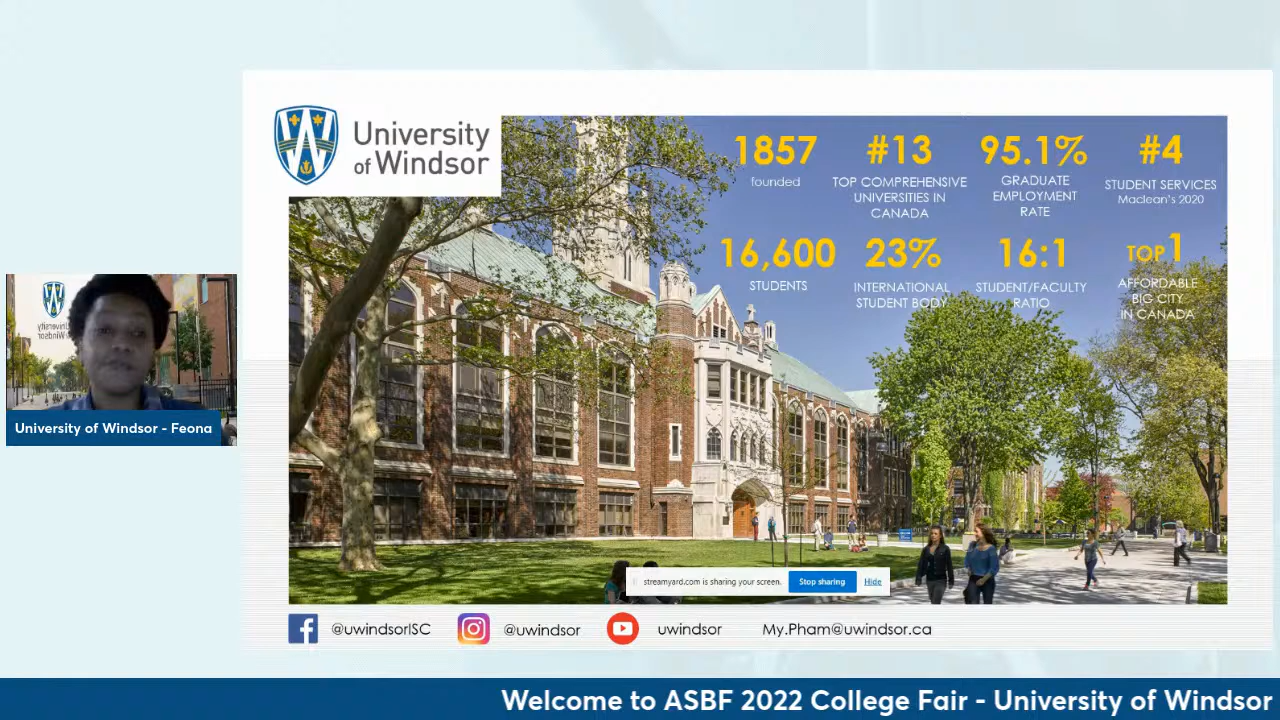 University
of Windsor
1857
founded
#13
TOP COMPREHENSIVE
UNIVERSITIES IN
CANADA
95.1%
GRADUATE
EMPLOYMENT
RATE
#4
STUDENT SERVICES
Maclean's 2020
16,600
STUDENTS
23%
INTERNATIONAL
STUDENT BODY
16:1
STUDENT/FACULTY
RATIO
TOP 1
AFFORDABLE
BIG CITY
IN CANADA
University of Windsor - Feona
streamyard.com is sharing your screen.
Stop sharing
Hide
@uwindsorISC
@uwindsor
uwindsor
My.Pham@uwindsor.ca
Welcome to ASBF 2022 College Fair - University of Windsor